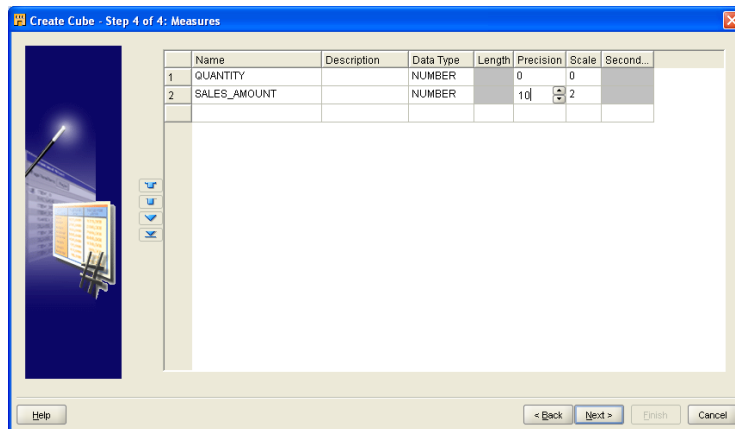 Create Cube - Step 4 of 4: Measures
Name Description Data Type Length Precision Scale Second...
1 QUANTITY NUMBER 0 0
2 SALES_AMOUNT NUMBER 10 2
Help < Back Next > Finish Cancel